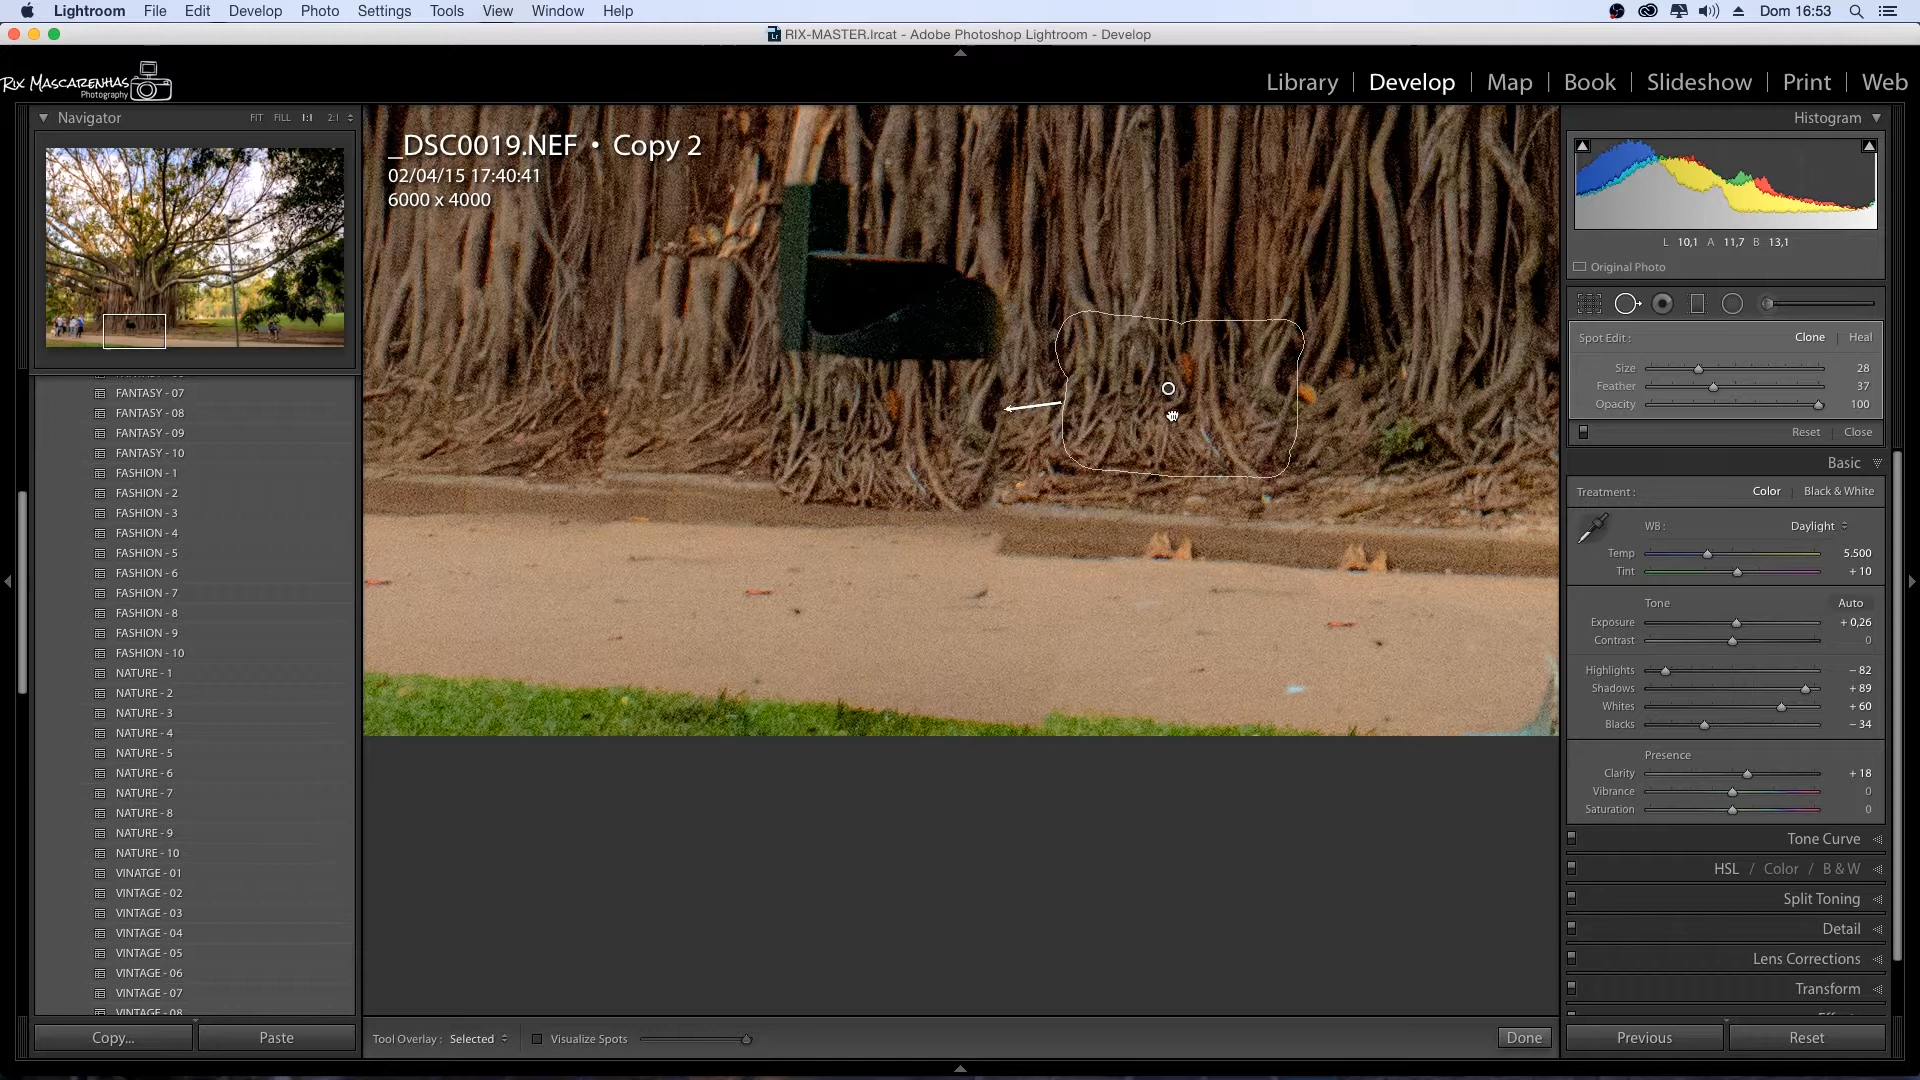 Lightroom File Edit Develop Photo Settings Tools View Window Help Dom 16:53
RIX-MASTER.lrcat - Adobe Photoshop Lightroom - Develop
Rix Mascarenhas
Photography
Library | Develop | Map | Book | Slideshow | Print | Web
Navigator FIT FILL 1:1 2:1
Histogram
_DSC0019.NEF • Copy 2
02/04/15 17:40:41
6000 x 4000
L 10,1 A 11,7 B 13,1
Original Photo
Spot Edit : Clone | Heal
Size 28
Feather 37
Opacity 100
Reset | Close
Basic
Treatment : Color | Black & White
WB : Daylight
Temp 5.500
Tint + 10
Tone Auto
Exposure + 0,26
Contrast 0
Highlights − 82
Shadows + 89
Whites + 60
Blacks − 34
Presence
Clarity + 18
Vibrance 0
Saturation 0
Tone Curve
HSL / Color / B & W
Split Toning
Detail
Lens Corrections
Transform
FANTASY - 07
FANTASY - 08
FANTASY - 09
FANTASY - 10
FASHION - 1
FASHION - 2
FASHION - 3
FASHION - 4
FASHION - 5
FASHION - 6
FASHION - 7
FASHION - 8
FASHION - 9
FASHION - 10
NATURE - 1
NATURE - 2
NATURE - 3
NATURE - 4
NATURE - 5
NATURE - 6
NATURE - 7
NATURE - 8
NATURE - 9
NATURE - 10
VINATGE - 01
VINTAGE - 02
VINTAGE - 03
VINTAGE - 04
VINTAGE - 05
VINTAGE - 06
VINTAGE - 07
VINTAGE - 08
Copy... Paste
Tool Overlay : Selected Visualize Spots Done
Previous Reset